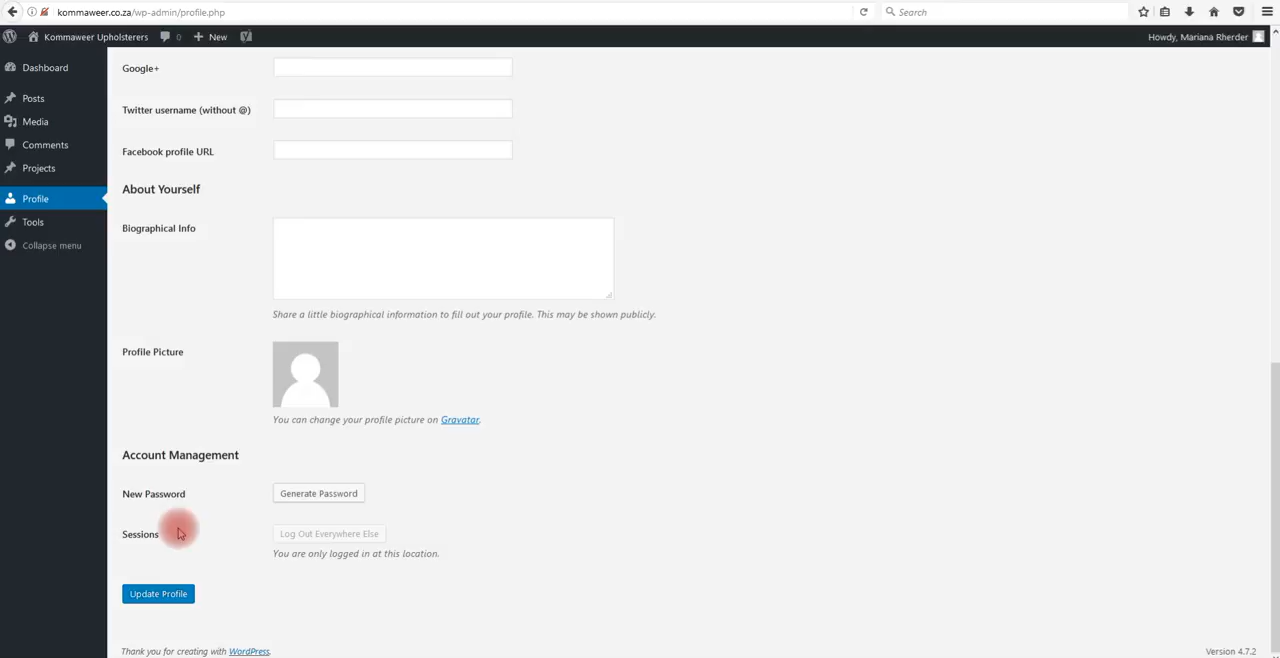 kommaweer.co.za/wp-admin/profile.php
Search
Kommaweer Upholsterers 0 New
Howdy, Mariana Rherder
Dashboard
Posts
Media
Comments
Projects
Profile
Tools
Collapse menu
Google+
Twitter username (without @)
Facebook profile URL
About Yourself
Biographical Info
Share a little biographical information to fill out your profile. This may be shown publicly.
Profile Picture
You can change your profile picture on Gravatar.
Account Management
New Password Generate Password
Sessions Log Out Everywhere Else
You are only logged in at this location.
Update Profile
Thank you for creating with WordPress.
Version 4.7.2